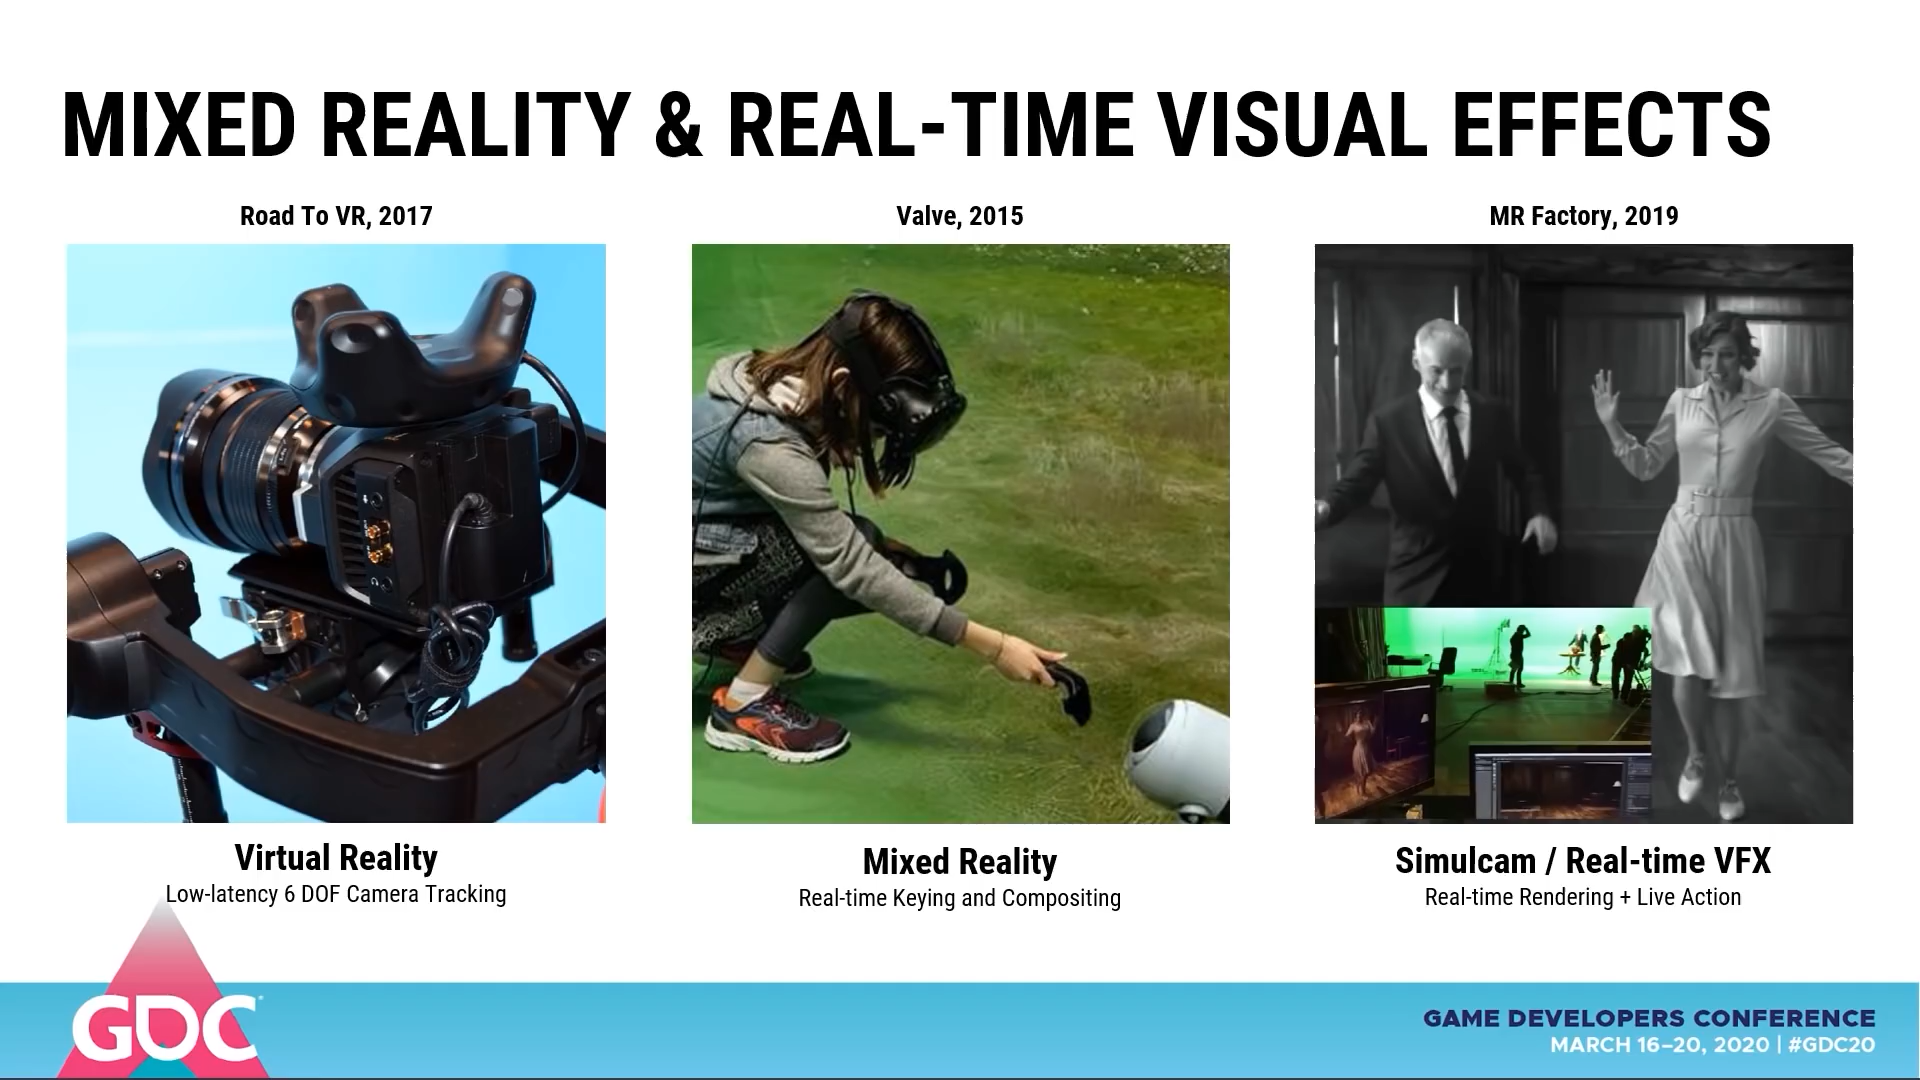 MIXED REALITY & REAL-TIME VISUAL EFFECTS
Road To VR, 2017
Valve, 2015
MR Factory, 2019
Virtual Reality
Low-latency 6 DOF Camera Tracking
Mixed Reality
Real-time Keying and Compositing
Simulcam / Real-time VFX
Real-time Rendering + Live Action
GDC
GAME DEVELOPERS CONFERENCE
MARCH 16–20, 2020 | #GDC20